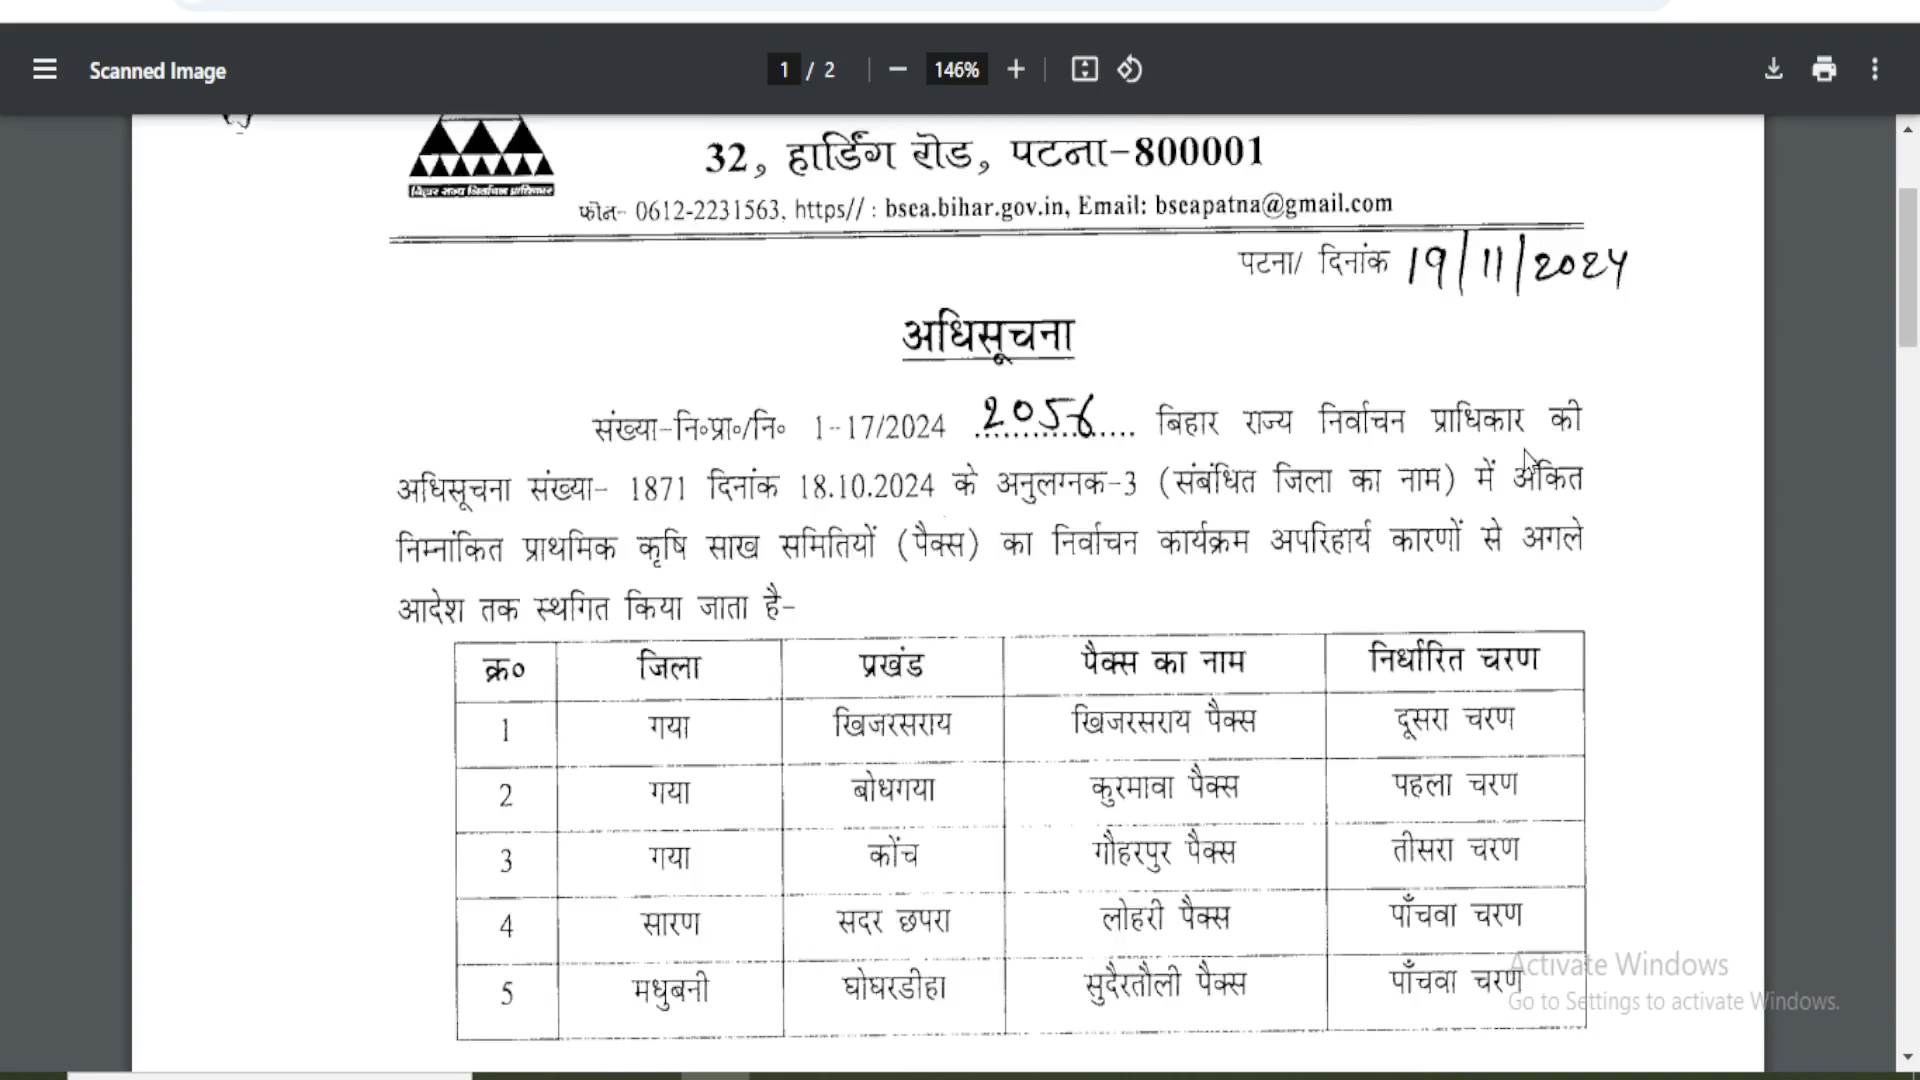 Scanned Image
1 / 2
146%
32, हार्डिंग रोड, पटना-800001
बिहार राज्य निर्वाचन प्राधिकार
फोन- 0612-2231563, https// : bsea.bihar.gov.in, Email: bseapatna@gmail.com
पटना/ दिनांक 19/11/2024
अधिसूचना
संख्या-नि०प्रा०/नि० 1-17/2024 2056 बिहार राज्य निर्वाचन प्राधिकार की
अधिसूचना संख्या- 1871 दिनांक 18.10.2024 के अनुलग्नक-3 (संबंधित जिला का नाम) में अंकित
निम्नांकित प्राथमिक कृषि साख समितियों (पैक्स) का निर्वाचन कार्यक्रम अपरिहार्य कारणों से अगले
आदेश तक स्थगित किया जाता है-
क्र० जिला प्रखंड पैक्स का नाम निर्धारित चरण
1 गया खिजरसराय खिजरसराय पैक्स दूसरा चरण
2 गया बोधगया कुरमावा पैक्स पहला चरण
3 गया कोंच गौहरपुर पैक्स तीसरा चरण
4 सारण सदर छपरा लोहरी पैक्स पाँचवा चरण
5 मधुबनी घोघरडीहा सुदैरतौली पैक्स पाँचवा चरण
Activate Windows
Go to Settings to activate Windows.